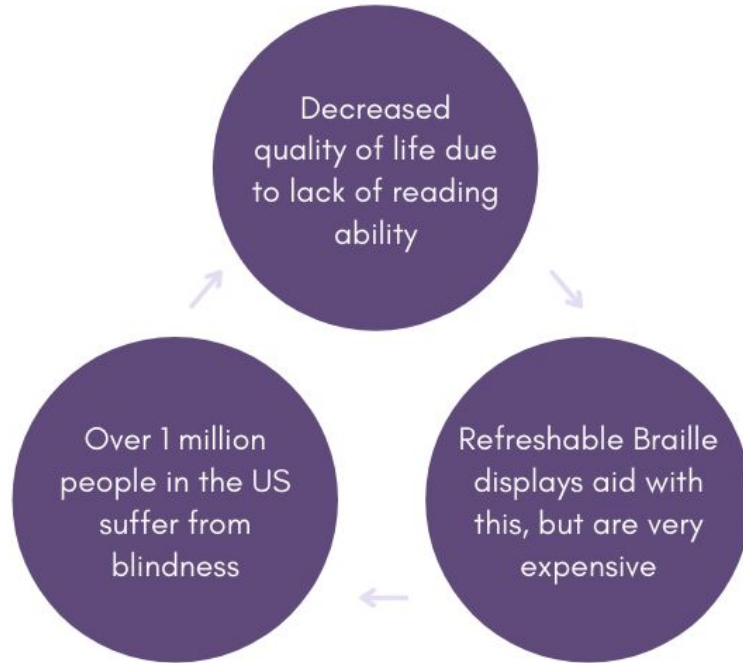 Decreased
quality of life due
to lack of reading
ability
Over 1 million
people in the US
suffer from
blindness
Refreshable Braille
displays aid with
this, but are very
expensive